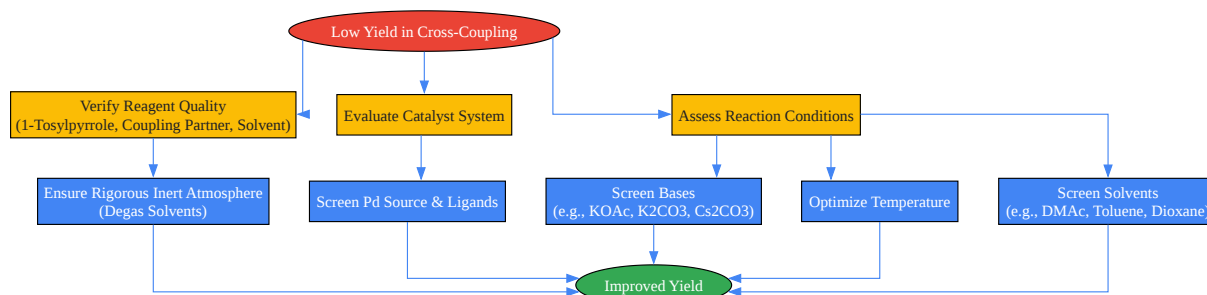 Low Yield in Cross-Coupling
Verify Reagent Quality
(1-Tosylpyrrole, Coupling Partner, Solvent)
Evaluate Catalyst System
Assess Reaction Conditions
Ensure Rigorous Inert Atmosphere
(Degas Solvents)
Screen Pd Source & Ligands
Screen Bases
(e.g., KOAc, K2CO3, Cs2CO3)
Optimize Temperature
Screen Solvents
(e.g., DMAc, Toluene, Dioxane)
Improved Yield